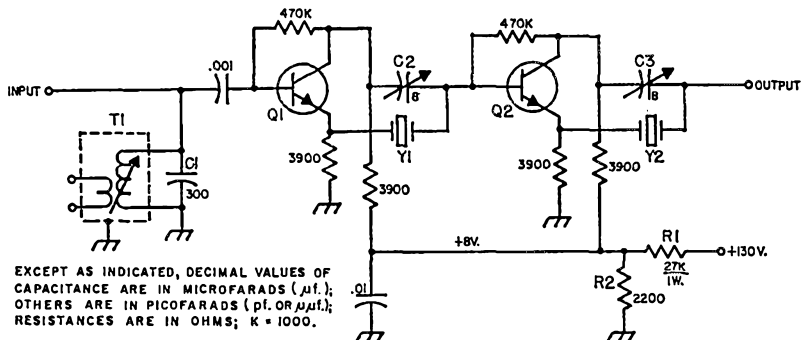 470K
470K
.001
C2
C3
INPUT
8
8
OUTPUT
T1
Q1
Q2
C1
300
3900
Y1
3900
Y2
3900
3900
+8V.
R1
+130V.
27K
1W.
R2
2200
.01
EXCEPT AS INDICATED, DECIMAL VALUES OF
CAPACITANCE ARE IN MICROFARADS (μf.);
OTHERS ARE IN PICOFARADS (pf. OR μμf.);
RESISTANCES ARE IN OHMS; K = 1000.